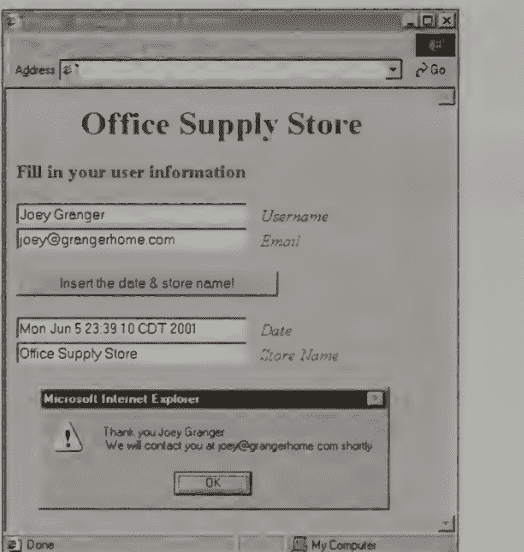 Address Go
Office Supply Store
Fill in your user information
Joey Granger Username
joey@grangerhome.com Email
Insert the date & store name!
Mon Jun 5 23:39 10 CDT 2001 Date
Office Supply Store Store Name
Microsoft Internet Explorer
Thank you Joey Granger
We will contact you at joey@grangerhome com shortly
OK
Done My Computer